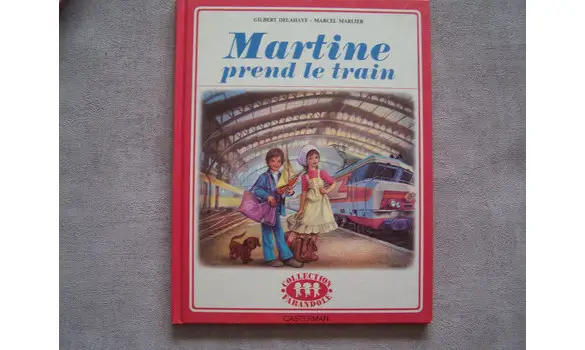 GILBERT DELAHAYE - MARCEL MARLIER
Martine
prend le train
COLLECTION
FARANDOLE
CASTERMAN